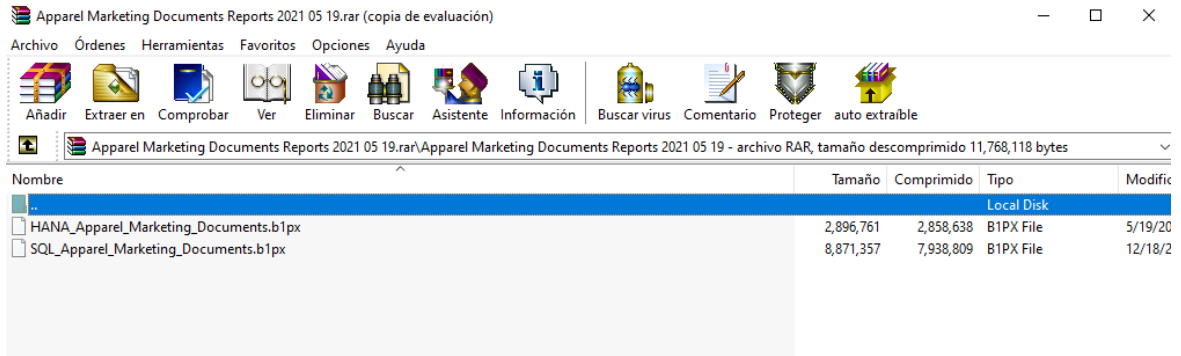 Apparel Marketing Documents Reports 2021 05 19.rar (copia de evaluación)
Archivo Órdenes Herramientas Favoritos Opciones Ayuda
Añadir Extraer en Comprobar Ver Eliminar Buscar Asistente Información Buscar virus Comentario Proteger auto extraíble
Apparel Marketing Documents Reports 2021 05 19.rar\Apparel Marketing Documents Reports 2021 05 19 - archivo RAR, tamaño descomprimido 11,768,118 bytes
Nombre Tamaño Comprimido Tipo Modific
.. Local Disk
HANA_Apparel_Marketing_Documents.b1px 2,896,761 2,858,638 B1PX File 5/19/20
SQL_Apparel_Marketing_Documents.b1px 8,871,357 7,938,809 B1PX File 12/18/2